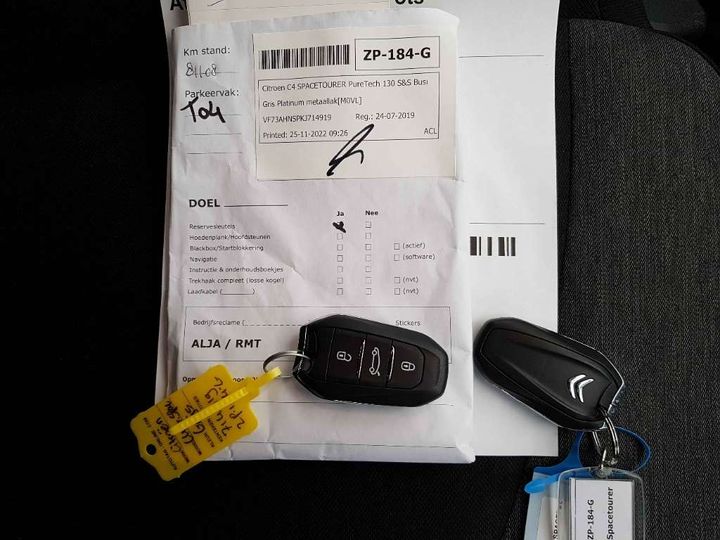 Km stand:
81108
Parkeervak:
T04
ZP-184-G
Citroen C4 SPACETOURER PureTech 130 S&S Busi
Gris Platinum metaallak[M0VL]
VF73AHNSPKJ714919 Reg.: 24-07-2019
Printed: 25-11-2022 09:26 ACL
DOEL
Ja Nee
Reservesleutels
Hoedenplank/Hoofdsteunen
Blackbox/Startblokkering (actief)
Navigatie (software)
Instructie & onderhoudsboekjes
Trekhaak compleet (losse kogel) (nvt)
Laadkabel (________) (nvt)
Bedrijfsreclame (
Stickers
ALJA / RMT
Citroen
ZP-184-G
Spacetourer